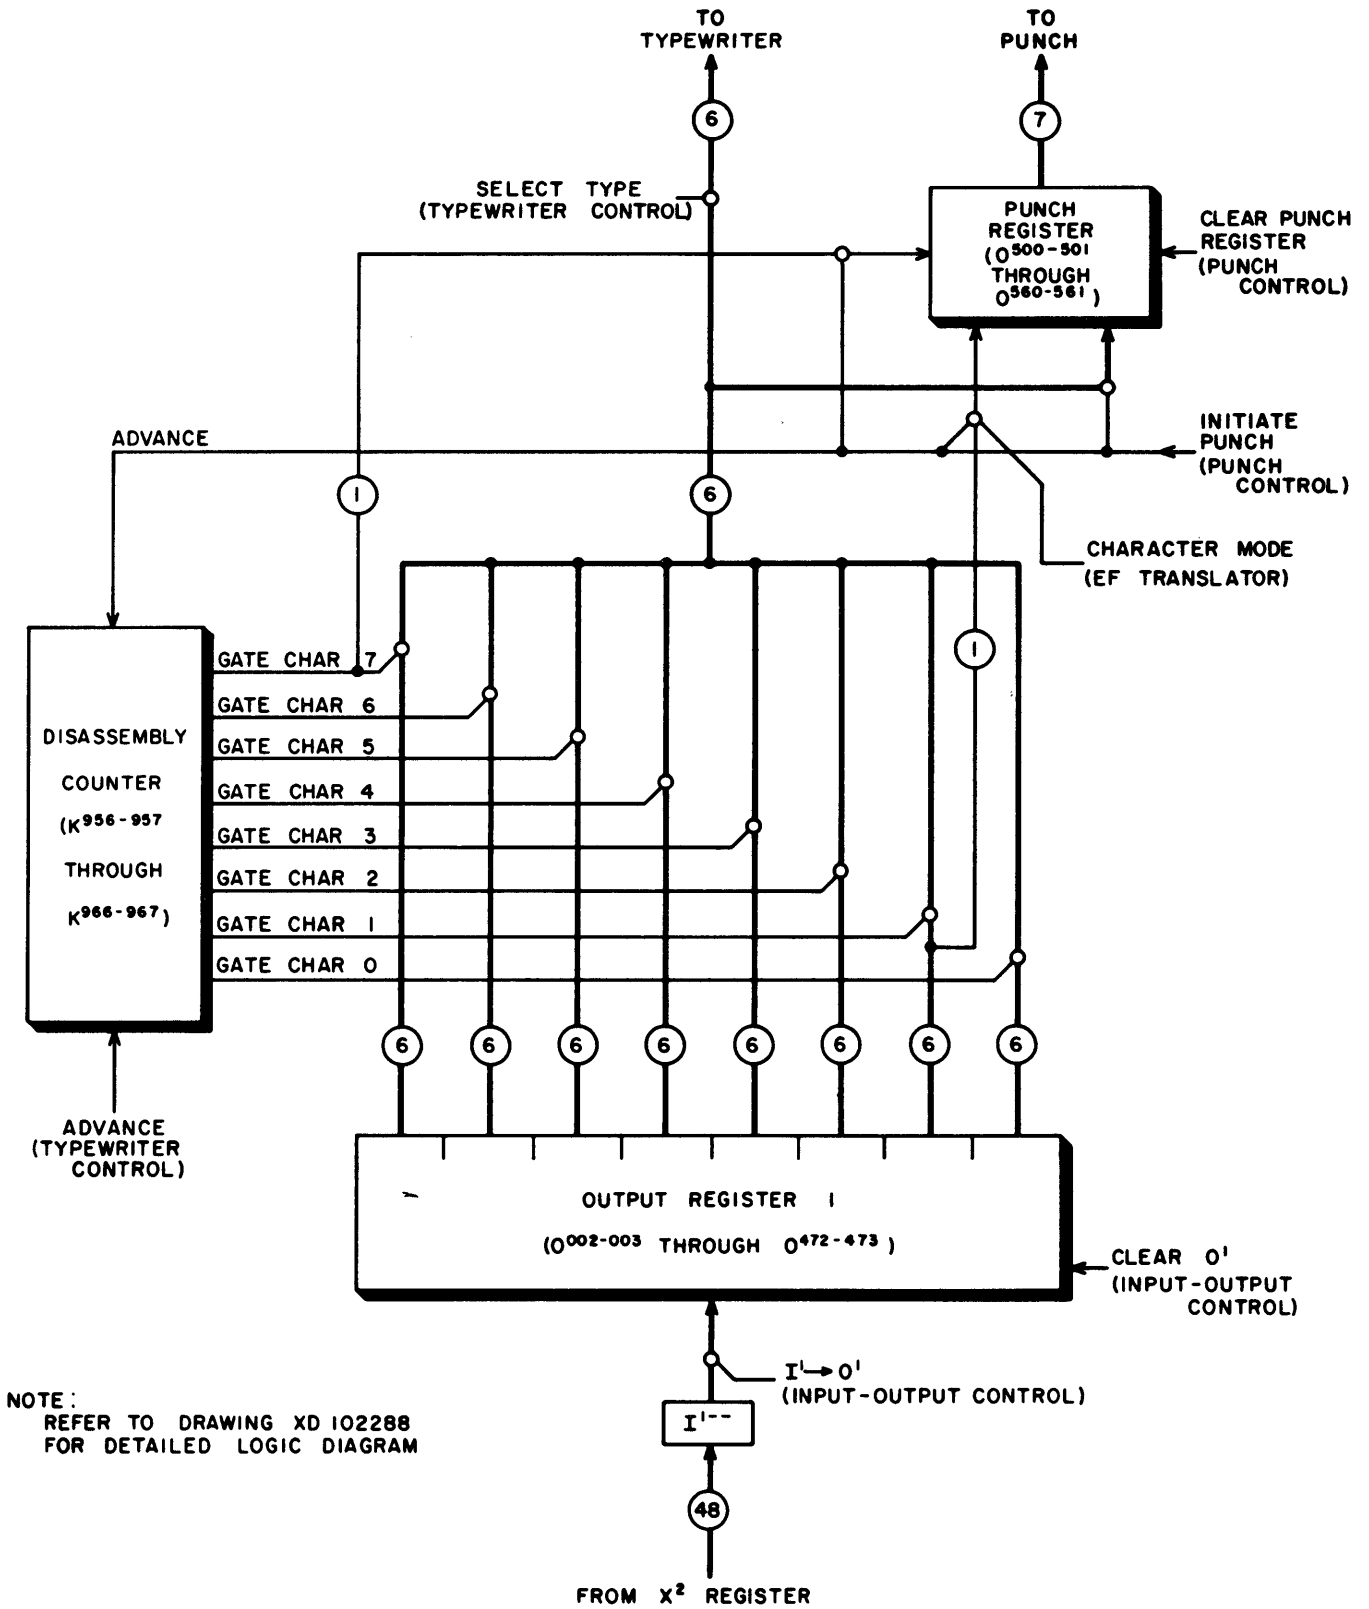 TO
TYPEWRITER
TO
PUNCH
6
7
SELECT TYPE
(TYPEWRITER CONTROL)
PUNCH
REGISTER
(O500-501
THROUGH
O560-561)
CLEAR PUNCH
REGISTER
(PUNCH
CONTROL)
ADVANCE
INITIATE
PUNCH
(PUNCH
CONTROL)
1
6
CHARACTER MODE
(EF TRANSLATOR)
1
GATE CHAR 7
GATE CHAR 6
GATE CHAR 5
GATE CHAR 4
GATE CHAR 3
GATE CHAR 2
GATE CHAR 1
GATE CHAR 0
DISASSEMBLY
COUNTER
(K956-957
THROUGH
K966-967)
6 6 6 6 6 6 6 6
ADVANCE
(TYPEWRITER
CONTROL)
OUTPUT REGISTER 1
(O002-003 THROUGH O472-473)
CLEAR O1
(INPUT-OUTPUT
CONTROL)
I1→O1
(INPUT-OUTPUT CONTROL)
I1--
NOTE:
REFER TO DRAWING XD 102288
FOR DETAILED LOGIC DIAGRAM
48
FROM X2 REGISTER